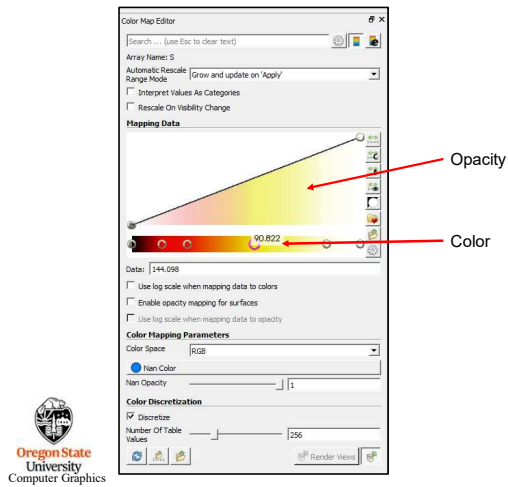 Color Map Editor
Search ... (use Esc to clear text)
Array Name: S
Automatic Rescale
Range Mode
Grow and update on 'Apply'
Interpret Values As Categories
Rescale On Visibility Change
Mapping Data
Opacity
90.822
Color
Data: 144.098
Use log scale when mapping data to colors
Enable opacity mapping for surfaces
Use log scale when mapping data to opacity
Color Mapping Parameters
Color Space RGB
Nan Color
Nan Opacity 1
Color Discretization
Discretize
Number Of Table
Values
256
Render Views
Oregon State
University
Computer Graphics